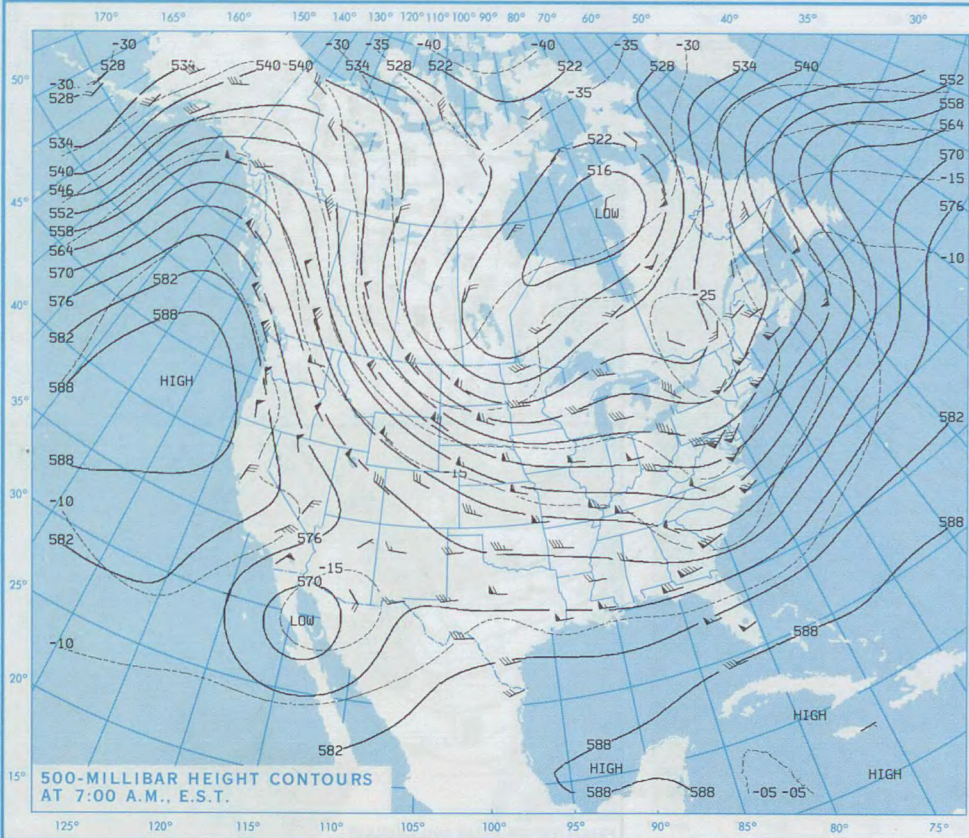 170° 165° 160° 150° 140° 130° 120° 110° 100° 90° 80° 70° 60° 50° 40° 35° 30°
-30 -30 -35 -40 -40 -35 -30
528 534 540 540 534 528 522 522 528 534 540
50° -30 528 552
-35 558
534 522 564
540 516 570
546 -15
45° 552 LOW 576
558
564 -10
570 582
576 588 -25
40° 582
588 HIGH
35° 582
588 -15
30° -10
582 576 588
25° -15
570
LOW
-10 588
20°
HIGH
582 588
15° HIGH HIGH
588 588 -05 -05
500-MILLIBAR HEIGHT CONTOURS
AT 7:00 A.M., E.S.T.
125° 120° 115° 110° 105° 100° 95° 90° 85° 80° 75°